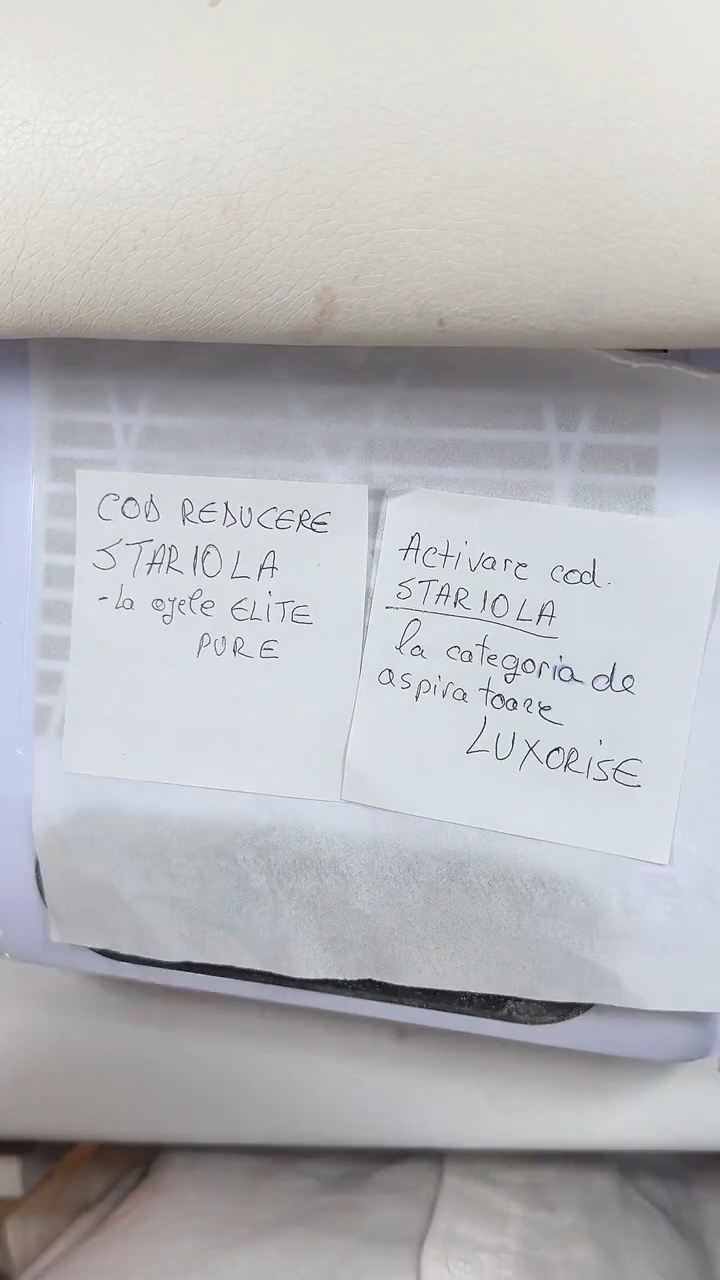 COD REDUCERE
STARIOLA
- La ojele ELITE
PURE
Activare cod.
STARIOLA
la categoria de
aspiratoare
LUXORISE